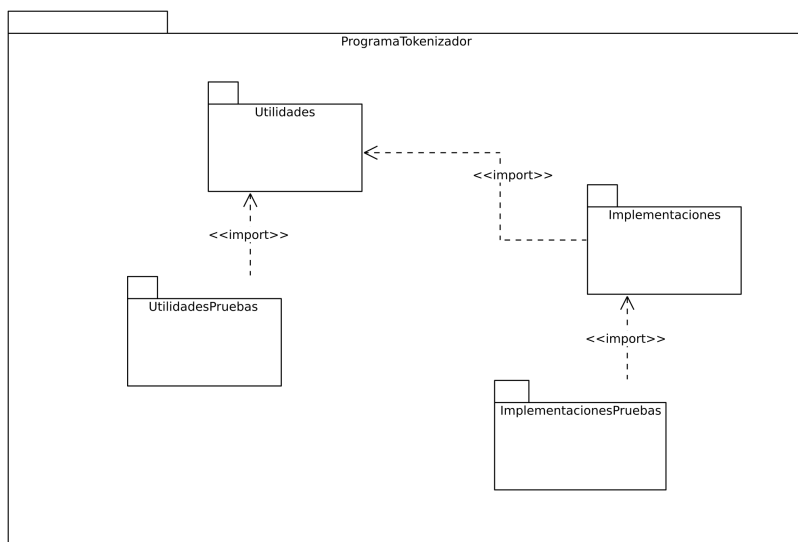 ProgramaTokenizador
Utilidades
<<import>>
Implementaciones
<<import>>
UtilidadesPruebas
<<import>>
ImplementacionesPruebas